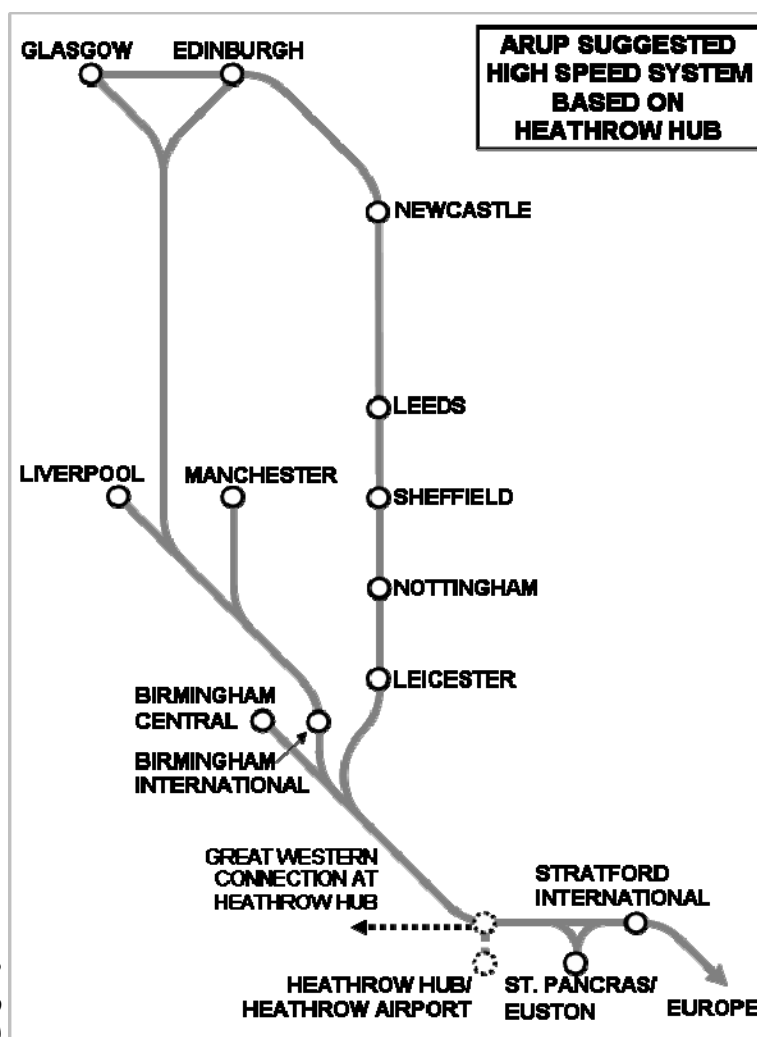 ARUP SUGGESTED
HIGH SPEED SYSTEM
BASED ON
HEATHROW HUB
GLASGOW
EDINBURGH
NEWCASTLE
LEEDS
LIVERPOOL
MANCHESTER
SHEFFIELD
NOTTINGHAM
LEICESTER
BIRMINGHAM
CENTRAL
BIRMINGHAM
INTERNATIONAL
GREAT WESTERN
CONNECTION AT
HEATHROW HUB
STRATFORD
INTERNATIONAL
HEATHROW HUB/
HEATHROW AIRPORT
ST. PANCRAS/
EUSTON
EUROPE